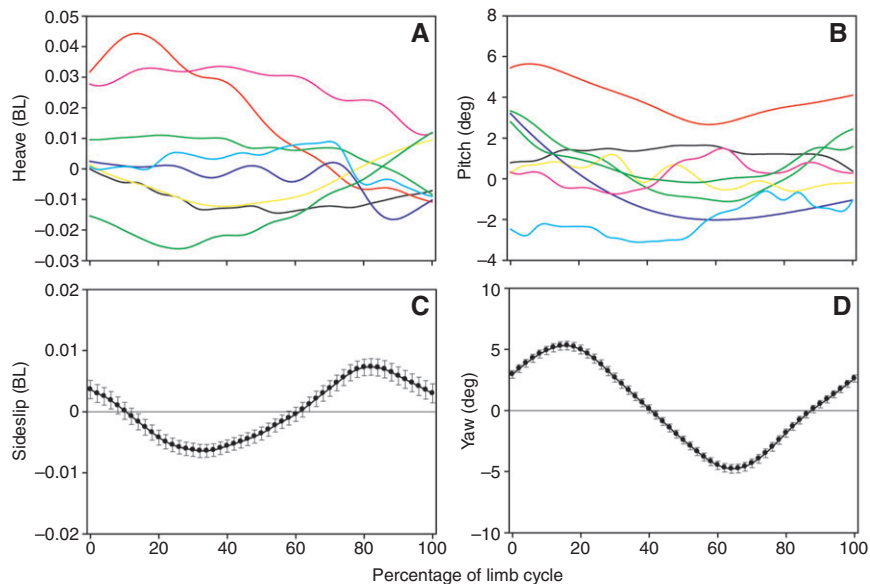 A
0.05
0.04
0.03
0.02
0.01
0
–0.01
–0.02
–0.03
Heave (BL)
B
8
6
4
2
0
–2
–4
Pitch (deg)
C
0.02
0.01
0
–0.01
–0.02
Sideslip (BL)
0 20 40 60 80 100
D
10
5
0
–5
–10
Yaw (deg)
0 20 40 60 80 100
Percentage of limb cycle